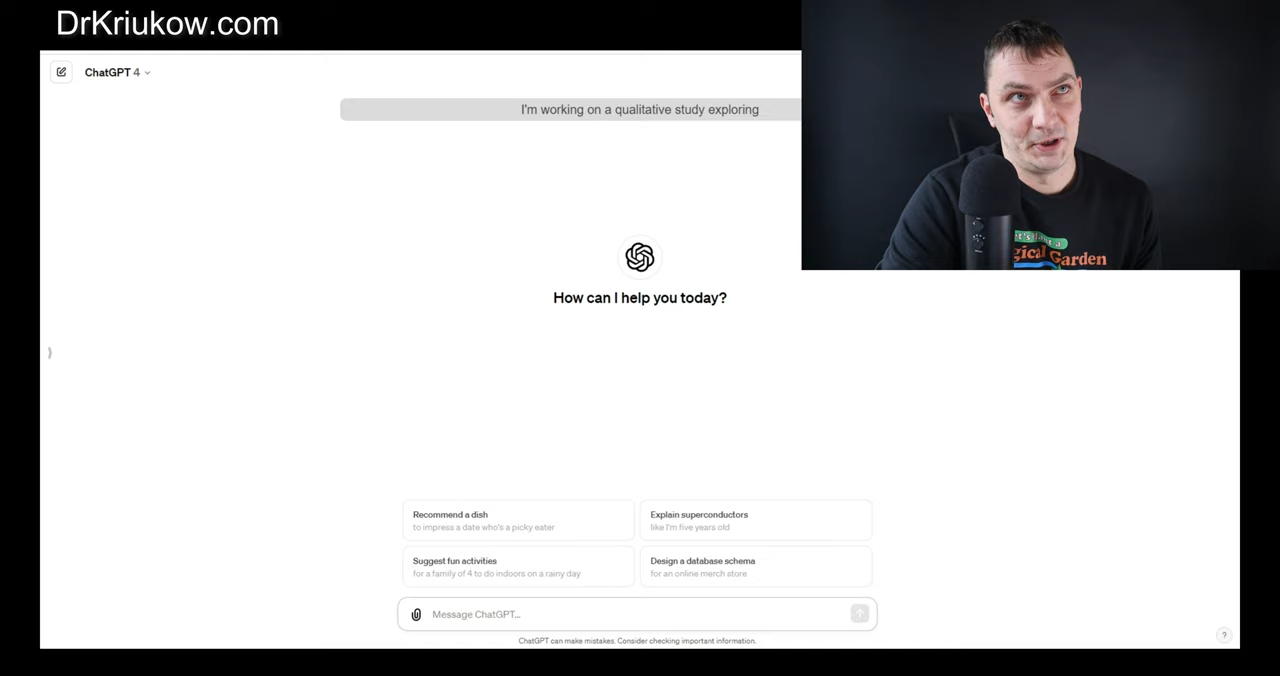 DrKriukow.com
ChatGPT 4
I'm working on a qualitative study exploring
gical Garden
How can I help you today?
Recommend a dish
to impress a date who's a picky eater
Explain superconductors
like I'm five years old
Suggest fun activities
for a family of 4 to do indoors on a rainy day
Design a database schema
for an online merch store
Message ChatGPT...
ChatGPT can make mistakes. Consider checking important information.
?